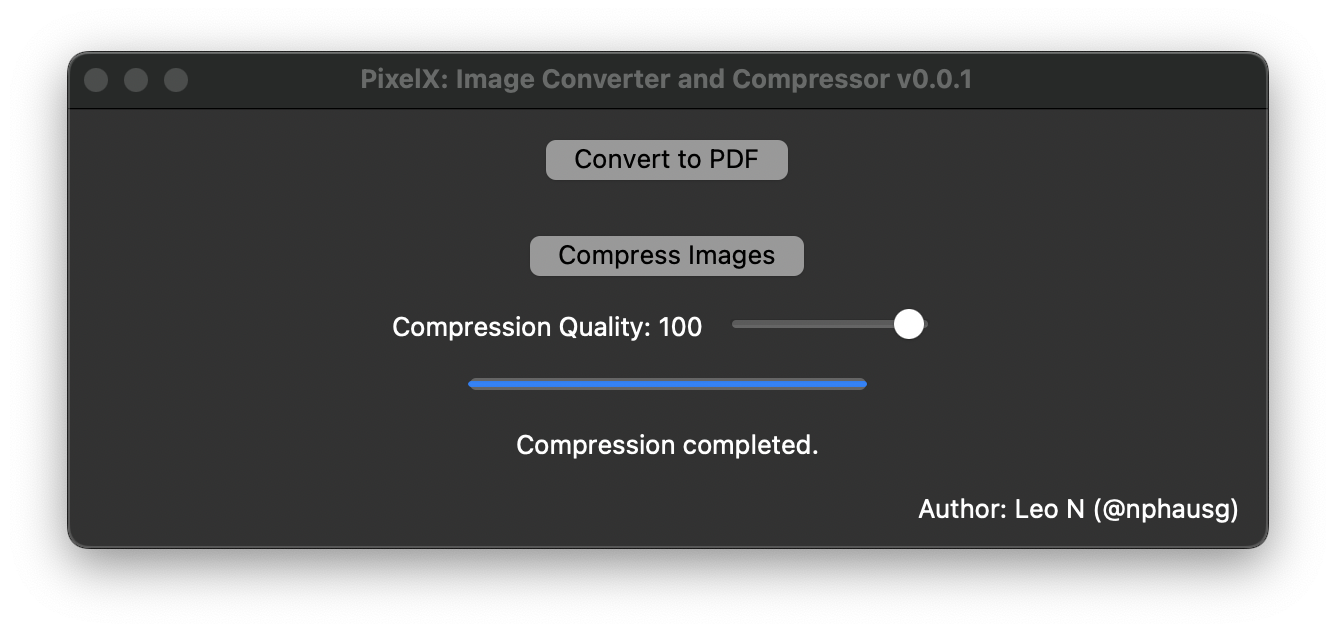 PixelX: Image Converter and Compressor v0.0.1
Convert to PDF
Compress Images
Compression Quality: 100
Compression completed.
Author: Leo N (@nphausg)